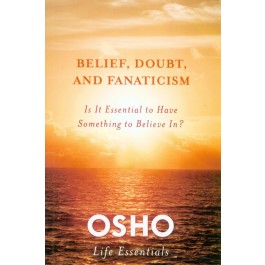 BELIEF, DOUBT,
AND FANATICISM
Is It Essential to Have
Something to Believe In?
OSHO
Life Essentials